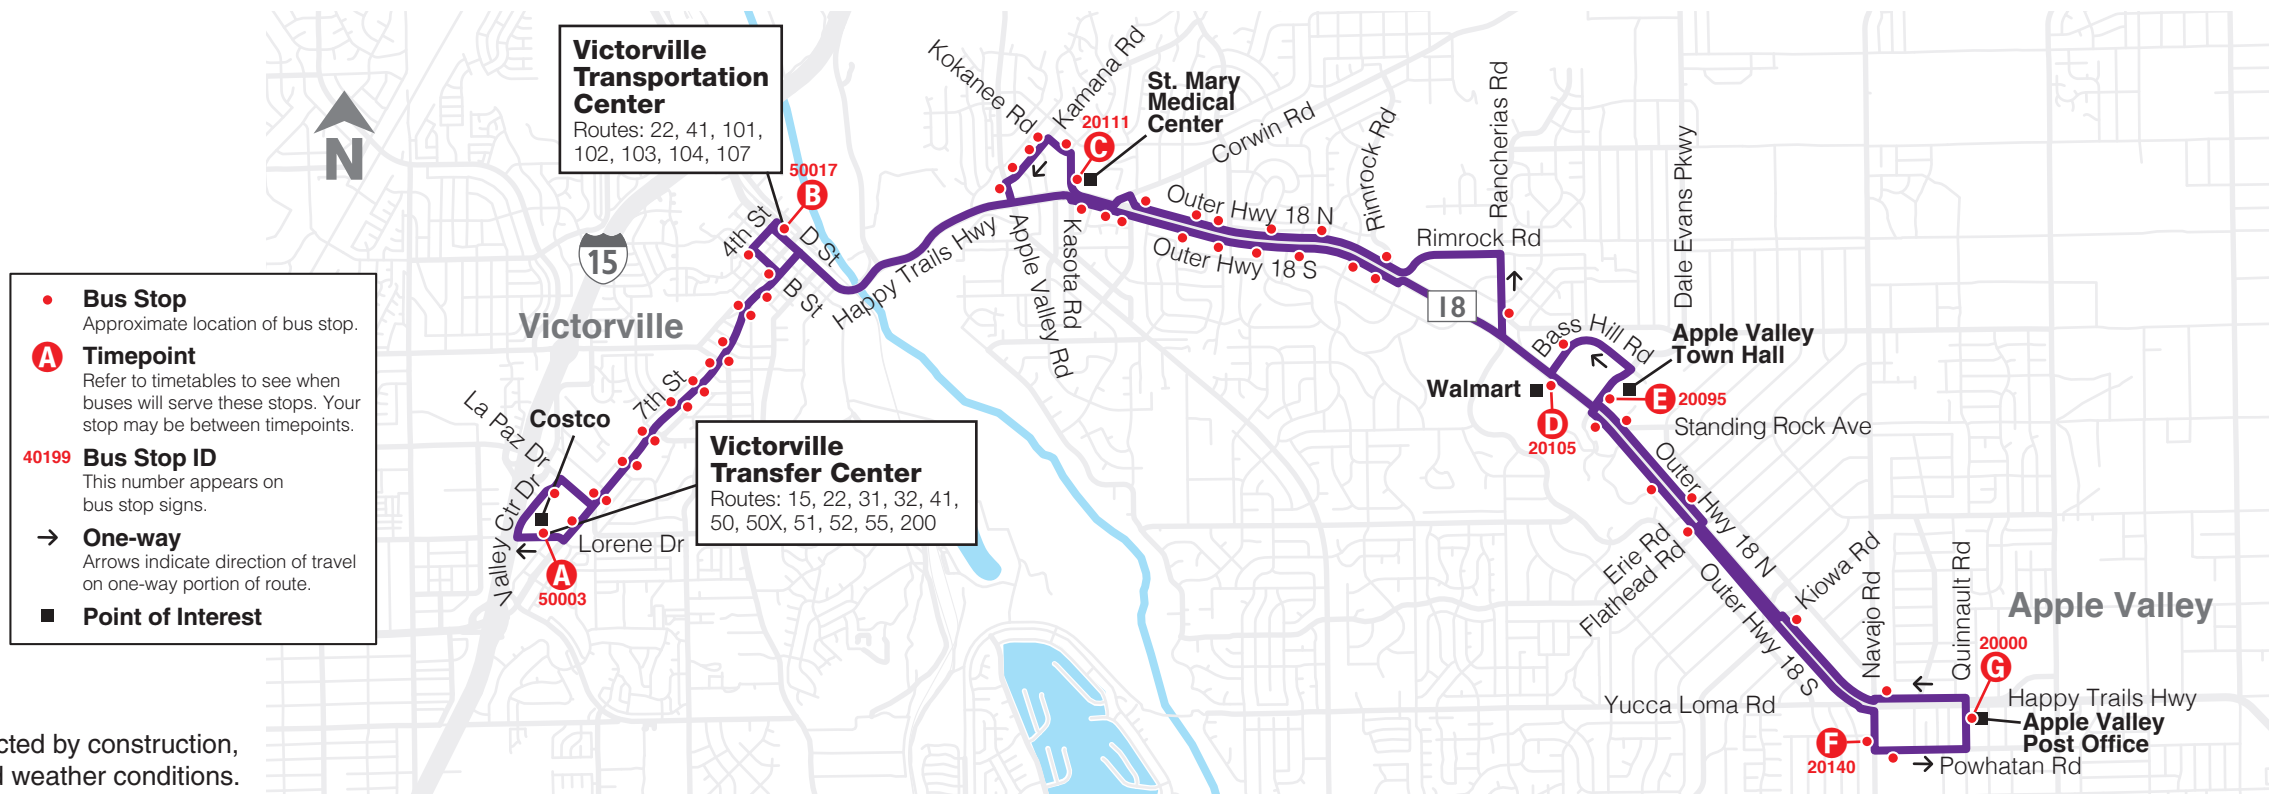 Victorville
Transportation
Center
Routes: 22, 41, 101,
102, 103, 104, 107
50017
B
N
15
4th St
D St
B St
Victorville
7th St
La Paz Dr
Costco
Valley Ctr Dr
Lorene Dr
A
50003
Victorville
Transfer Center
Routes: 15, 22, 31, 32, 41,
50, 50X, 51, 52, 55, 200
Bus Stop
Approximate location of bus stop.
A
Timepoint
Refer to timetables to see when
buses will serve these stops. Your
stop may be between timepoints.
40199
Bus Stop ID
This number appears on
bus stop signs.
One-way
Arrows indicate direction of travel
on one-way portion of route.
Point of Interest
cted by construction,
weather conditions.
Kokanee Rd
Kamana Rd
20111
C
St. Mary
Medical
Center
Corwin Rd
Happy Trails Hwy
Apple Valley Rd
Kasota Rd
Outer Hwy 18 N
Outer Hwy 18 S
Rimrock Rd
Rancherias Rd
Rimrock Rd
18
Dale Evans Pkwy
Bass Hill Rd
Apple Valley
Town Hall
Walmart
D
20105
E
20095
Standing Rock Ave
Outer Hwy 18 N
Erie Rd
Flathead Rd
Outer Hwy 18 S
Kiowa Rd
Navajo Rd
Quinnault Rd
Apple Valley
20000
G
Yucca Loma Rd
Happy Trails Hwy
Apple Valley
Post Office
F
20140
Powhatan Rd